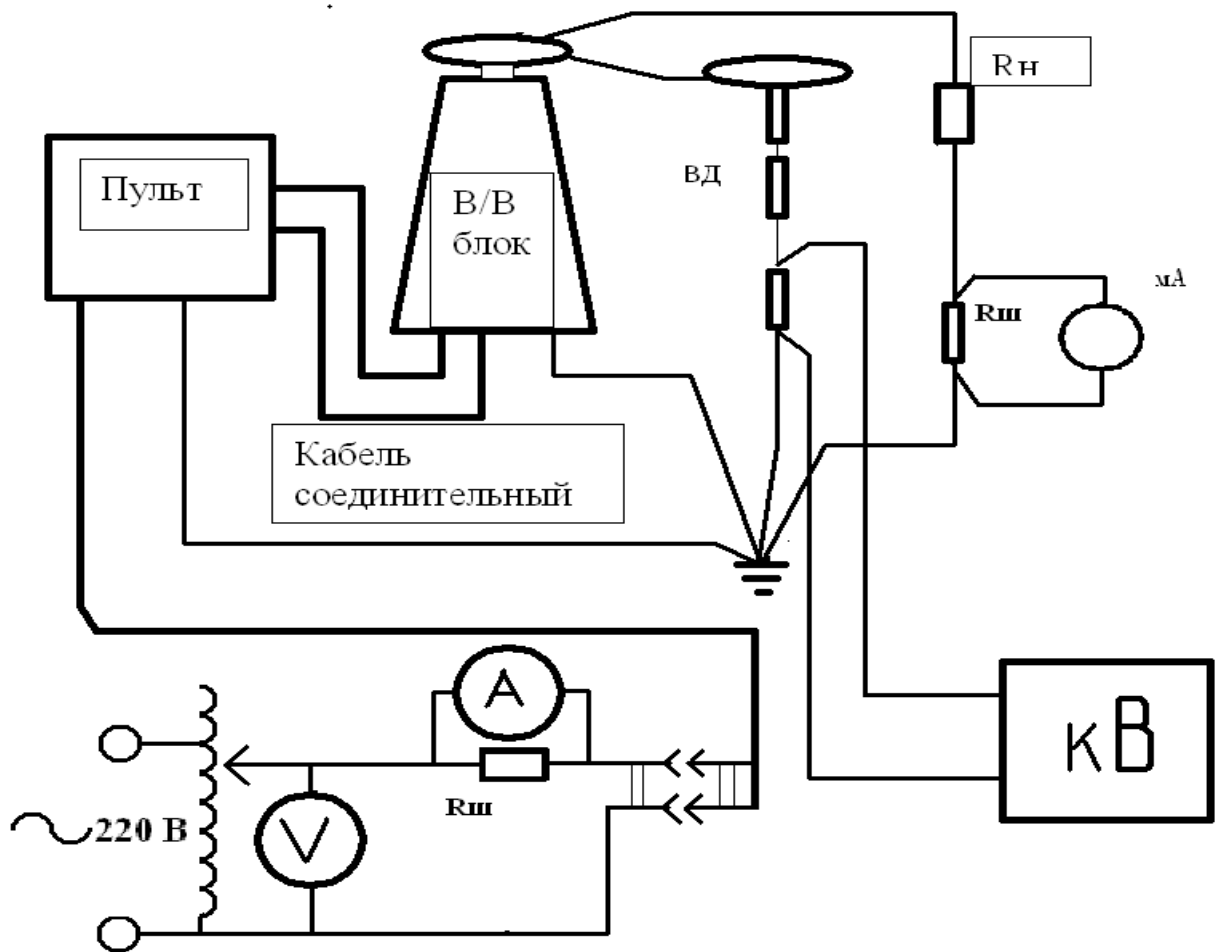 Rн
Пульт
ВД
В/В
блок
мА
Rш
Кабель
соединительный
А
Rш
220 В
V
кВ